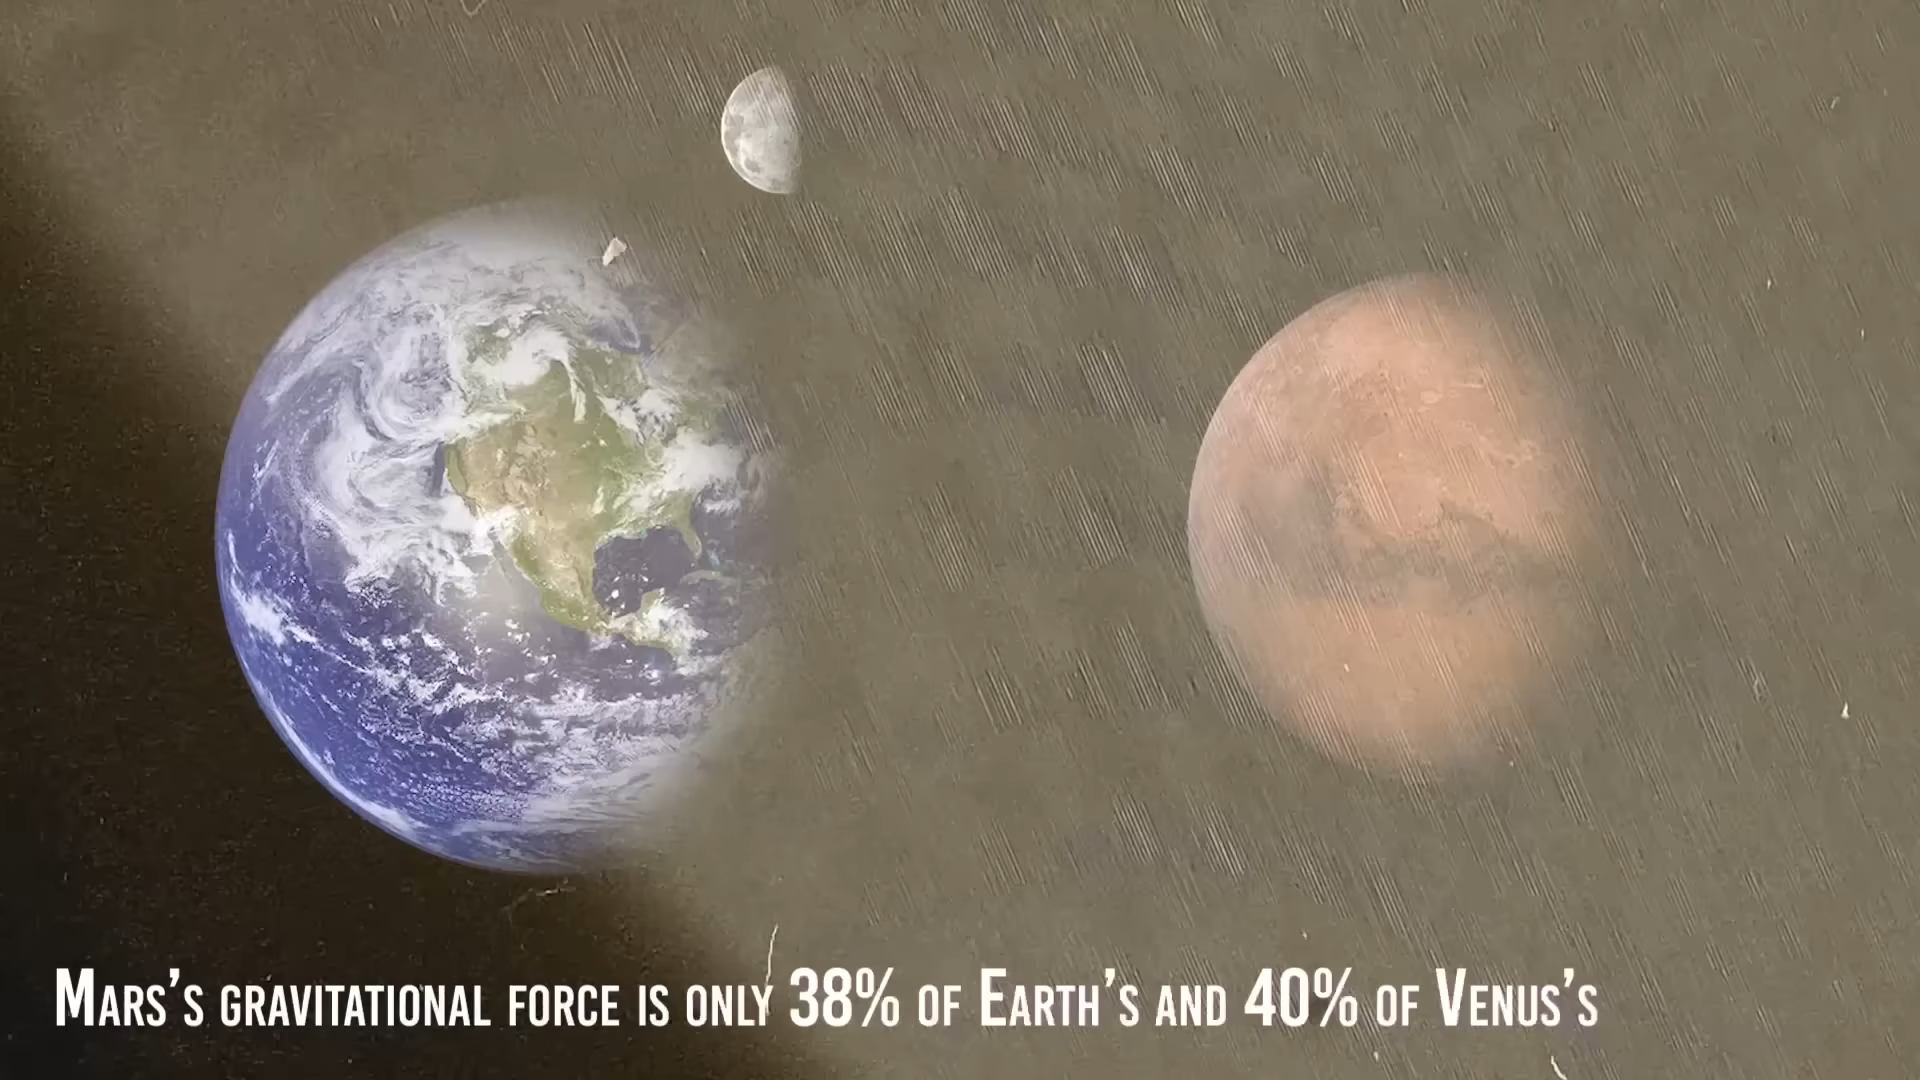 Mars’s gravitational force is only 38% of Earth’s and 40% of Venus’s